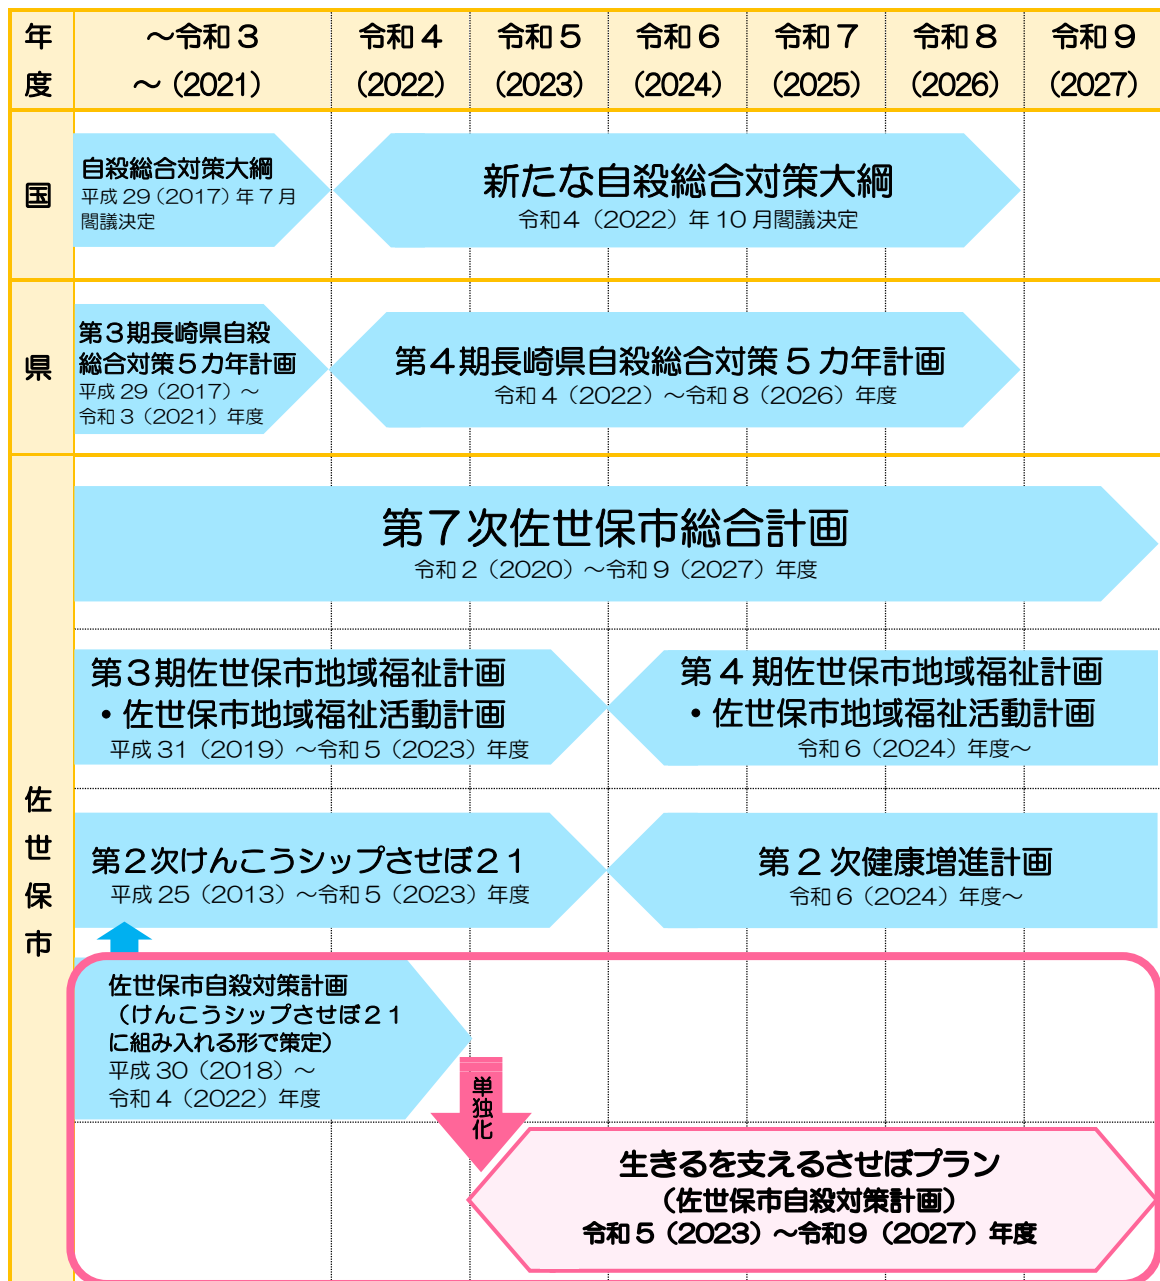 年度
～令和３
～（2021）
令和４
（2022）
令和５
（2023）
令和６
（2024）
令和７
（2025）
令和８
（2026）
令和９
（2027）
国
自殺総合対策大綱
平成 29（2017）年７月
閣議決定
新たな自殺総合対策大綱
令和４（2022）年 10 月閣議決定
県
第３期長崎県自殺
総合対策５カ年計画
平成 29（2017）～
令和３（2021）年度
第４期長崎県自殺総合対策５カ年計画
令和４（2022）～令和８（2026）年度
佐世保市
第７次佐世保市総合計画
令和２（2020）～令和９（2027）年度
第３期佐世保市地域福祉計画
・佐世保市地域福祉活動計画
平成 31（2019）～令和５（2023）年度
第４期佐世保市地域福祉計画
・佐世保市地域福祉活動計画
令和６（2024）年度～
第２次けんこうシップさせぼ２１
平成 25（2013）～令和５（2023）年度
第２次健康増進計画
令和６（2024）年度～
佐世保市自殺対策計画
（けんこうシップさせぼ２１
に組み入れる形で策定）
平成 30（2018）～
令和４（2022）年度
単独化
生きるを支えるさせぼプラン
（佐世保市自殺対策計画）
令和５（2023）～令和９（2027）年度